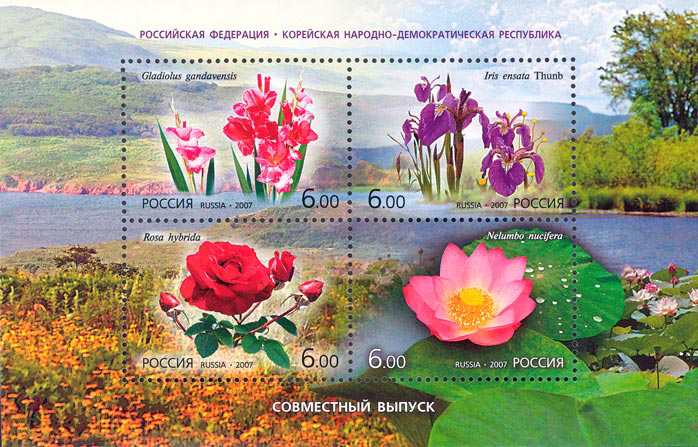 РОССИЙСКАЯ ФЕДЕРАЦИЯ • КОРЕЙСКАЯ НАРОДНО-ДЕМОКРАТИЧЕСКАЯ РЕСПУБЛИКА
Gladiolus gandavensis
РОССИЯ RUSSIA • 2007 6.00
Iris ensata Thunb
6.00 RUSSIA • 2007 РОССИЯ
Rosa hybrida
РОССИЯ RUSSIA • 2007 6.00
Nelumbo nucifera
6.00 RUSSIA • 2007 РОССИЯ
СОВМЕСТНЫЙ ВЫПУСК